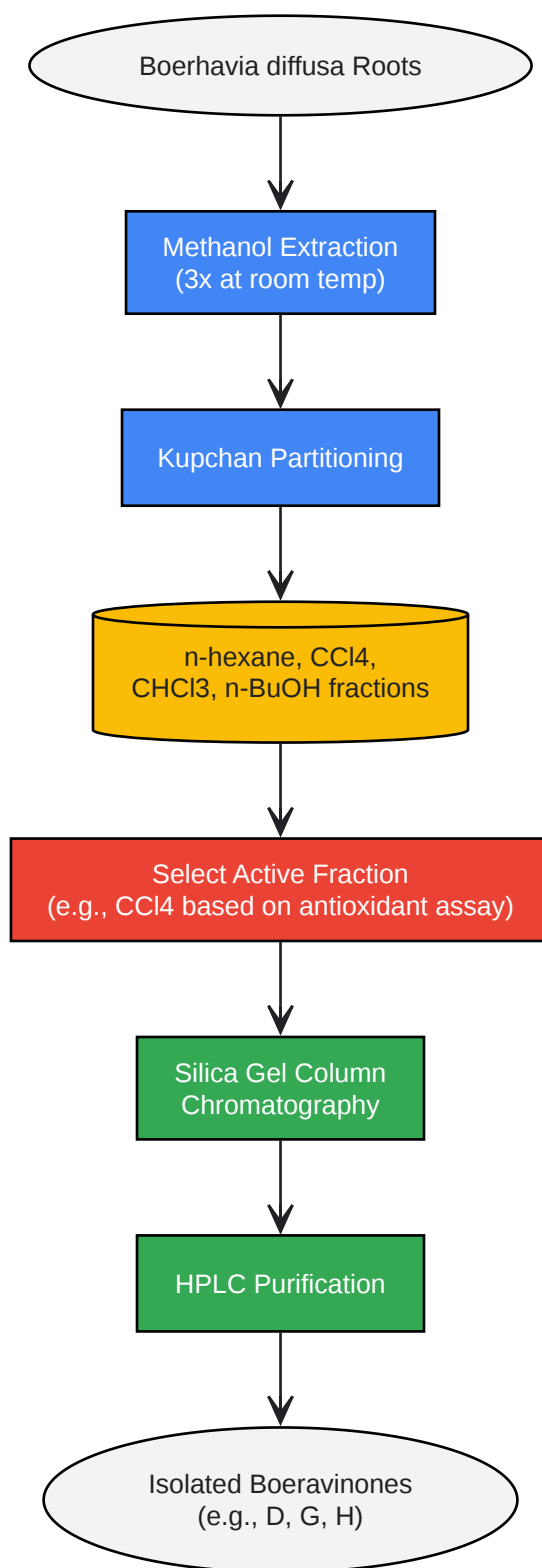 Boerhavia diffusa Roots
Methanol Extraction
(3x at room temp)
Kupchan Partitioning
n-hexane, CCl4,
CHCl3, n-BuOH fractions
Select Active Fraction
(e.g., CCl4 based on antioxidant assay)
Silica Gel Column
Chromatography
HPLC Purification
Isolated Boeravinones
(e.g., D, G, H)